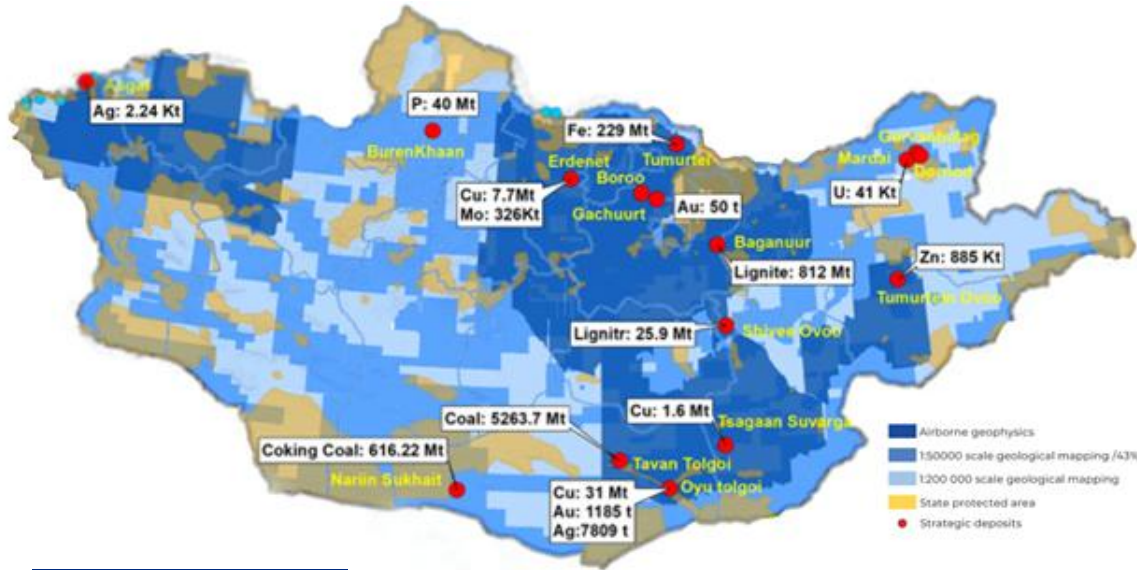 Asgat
Ag: 2.24 Kt
P: 40 Mt
BurenKhaan
Fe: 229 Mt
Tumurtei
Erdenet
Cu: 7.7Mt
Mo: 326Kt
Boroo
Gachuurt
Au: 50 t
Gurvanbulag
Mardai
Dornod
U: 41 Kt
Baganuur
Lignite: 812 Mt
Zn: 885 Kt
Tumurtein Ovoo
Lignitr: 25.9 Mt
Shivee Ovoo
Cu: 1.6 Mt
Tsagaan Suvarga
Coal: 5263.7 Mt
Tavan Tolgoi
Coking Coal: 616.22 Mt
Nariin Sukhait
Oyu tolgoi
Cu: 31 Mt
Au: 1185 t
Ag:7809 t
Airborne geophysics
1:50000 scale geological mapping /43%
1:200 000 scale geological mapping
State protected area
Strategic deposits